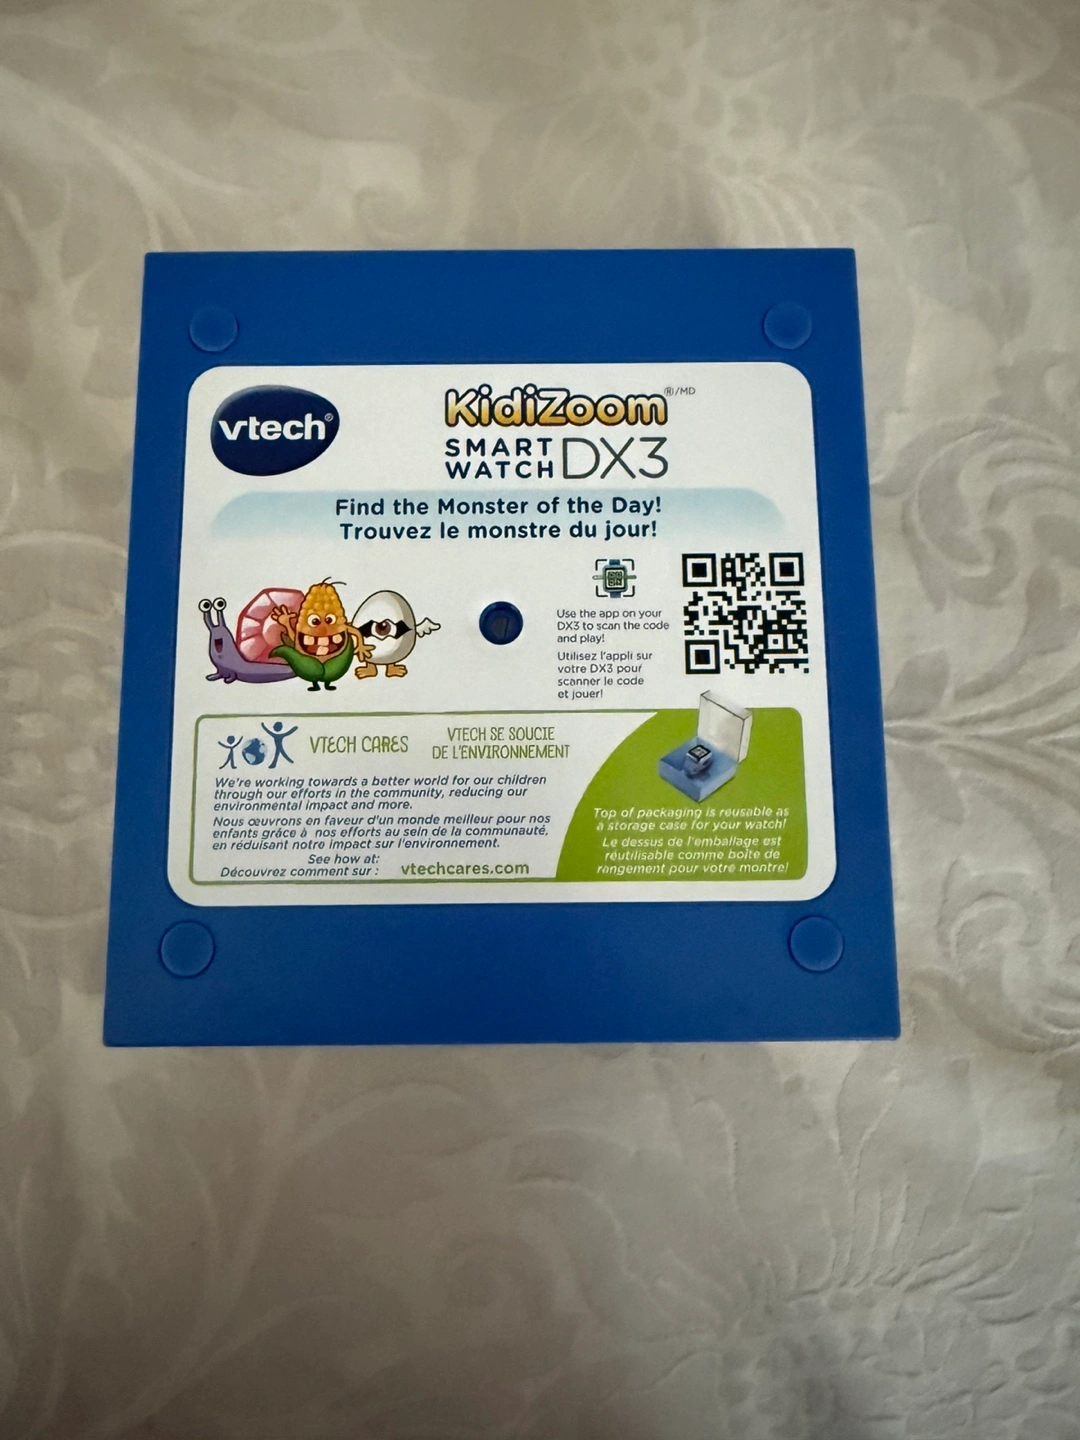 vtech®
KidiZoom®/MD
SMART
WATCH DX3
Find the Monster of the Day!
Trouvez le monstre du jour!
Use the app on your
DX3 to scan the code
and play!
Utilisez l'appli sur
votre DX3 pour
scanner le code
et jouer!
VTECH CARES
VTECH SE SOUCIE
DE L'ENVIRONNEMENT
We're working towards a better world for our children
through our efforts in the community, reducing our
environmental impact and more.
Nous œuvrons en faveur d'un monde meilleur pour nos
enfants grâce à nos efforts au sein de la communauté,
en réduisant notre impact sur l'environnement.
See how at:
Découvrez comment sur : vtechcares.com
Top of packaging is reusable as
a storage case for your watch!
Le dessus de l'emballage est
réutilisable comme boîte de
rangement pour votre montre!